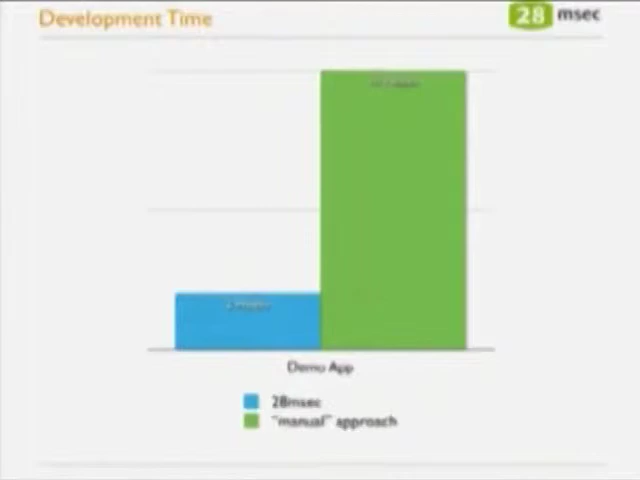 Development Time
28 msec
Demo App
28msec
"manual" approach